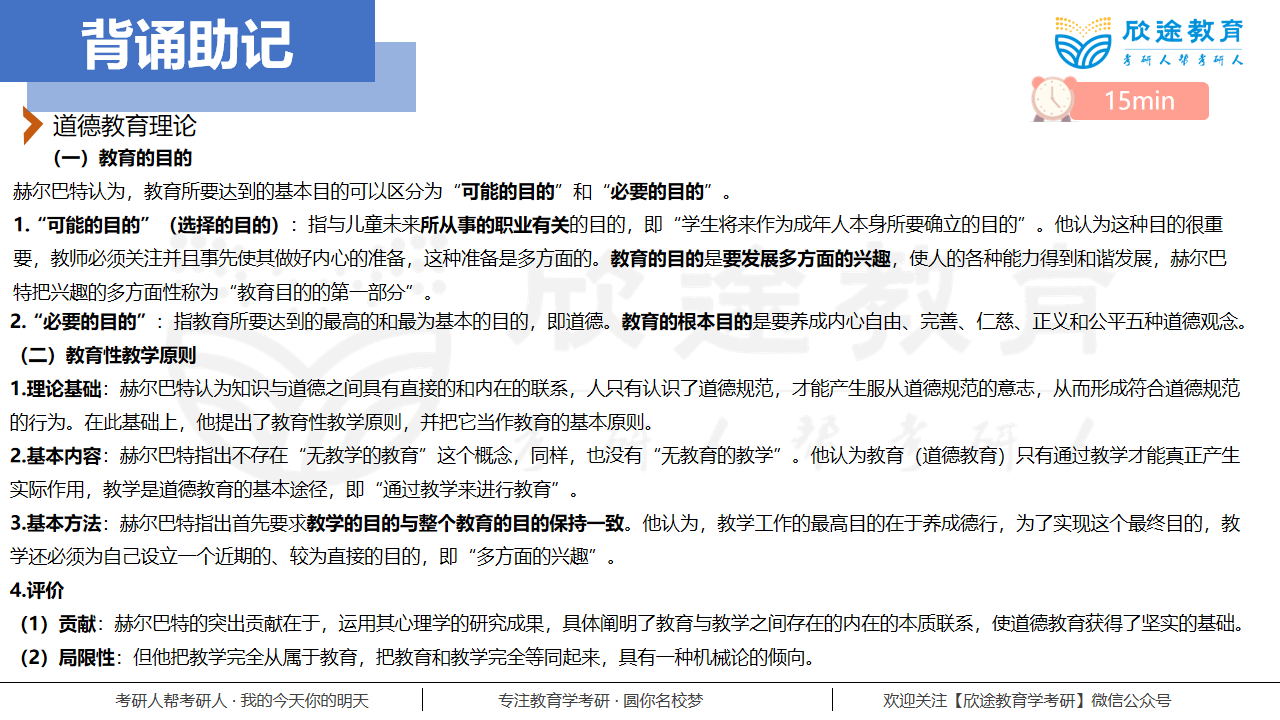 背诵助记
欣途教育
考研人帮考研人
15min
道德教育理论
（一）教育的目的
赫尔巴特认为，教育所要达到的基本目的可以区分为“可能的目的”和“必要的目的”。
1.“可能的目的”（选择的目的）：指与儿童未来所从事的职业有关的目的，即“学生将来作为成年人本身所要确立的目的”。他认为这种目的很重
要，教师必须关注并且事先使其做好内心的准备，这种准备是多方面的。教育的目的是要发展多方面的兴趣，使人的各种能力得到和谐发展，赫尔巴
特把兴趣的多方面性称为“教育目的的第一部分”。
2.“必要的目的”：指教育所要达到的最高的和最为基本的目的，即道德。教育的根本目的是要养成内心自由、完善、仁慈、正义和公平五种道德观念。
（二）教育性教学原则
1.理论基础：赫尔巴特认为知识与道德之间具有直接的和内在的联系，人只有认识了道德规范，才能产生服从道德规范的意志，从而形成符合道德规范
的行为。在此基础上，他提出了教育性教学原则，并把它当作教育的基本原则。
2.基本内容：赫尔巴特指出不存在“无教学的教育”这个概念，同样，也没有“无教育的教学”。他认为教育（道德教育）只有通过教学才能真正产生
实际作用，教学是道德教育的基本途径，即“通过教学来进行教育”。
3.基本方法：赫尔巴特指出首先要求教学的目的与整个教育的目的保持一致。他认为，教学工作的最高目的在于养成德行，为了实现这个最终目的，教
学还必须为自己设立一个近期的、较为直接的目的，即“多方面的兴趣”。
4.评价
（1）贡献：赫尔巴特的突出贡献在于，运用其心理学的研究成果，具体阐明了教育与教学之间存在的内在的本质联系，使道德教育获得了坚实的基础。
（2）局限性：但他把教学完全从属于教育，把教育和教学完全等同起来，具有一种机械论的倾向。
欣途教育
考研人帮考研人
考研人帮考研人 · 我的今天你的明天
专注教育学考研 · 圆你名校梦
欢迎关注【欣途教育学考研】微信公众号